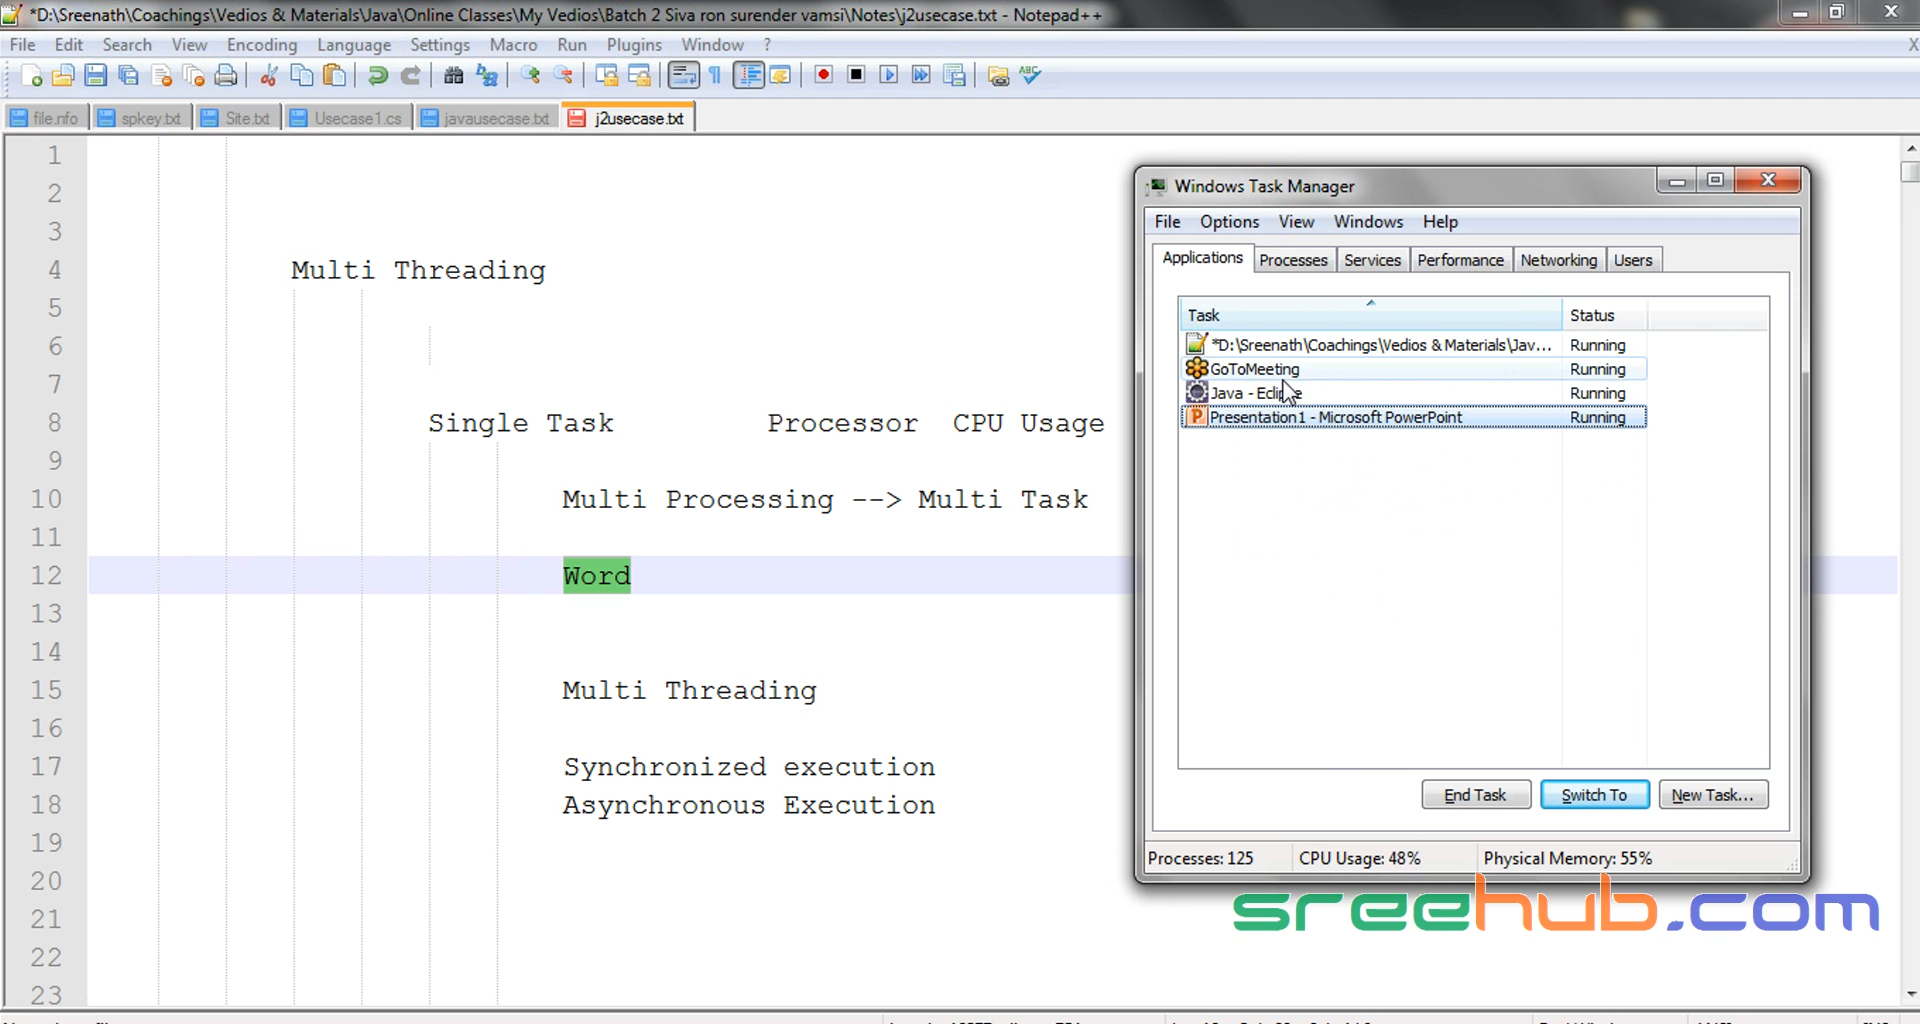 *D:\Sreenath\Coachings\Vedios & Materials\Java\Online Classes\My Vedios\Batch 2 Siva ron surender vamsi\Notes\j2usecase.txt - Notepad++
File Edit Search View Encoding Language Settings Macro Run Plugins Window ? X
file.nfo spkey.txt Site.txt Usecase1.cs javausecase.txt j2usecase.txt
1
2
3
4 Multi Threading
5
6
7
8 Single Task Processor CPU Usage
9
10 Multi Processing --> Multi Task
11
12 Word
13
14
15 Multi Threading
16
17 Synchronized execution
18 Asynchronous Execution
19
20
21
22
23
Windows Task Manager
File Options View Windows Help
Applications Processes Services Performance Networking Users
Task Status
*D:\Sreenath\Coachings\Vedios & Materials\Jav... Running
GoToMeeting Running
Java - Eclipse Running
Presentation1 - Microsoft PowerPoint Running
End Task Switch To New Task...
Processes: 125 CPU Usage: 48% Physical Memory: 55%
sreehub.com